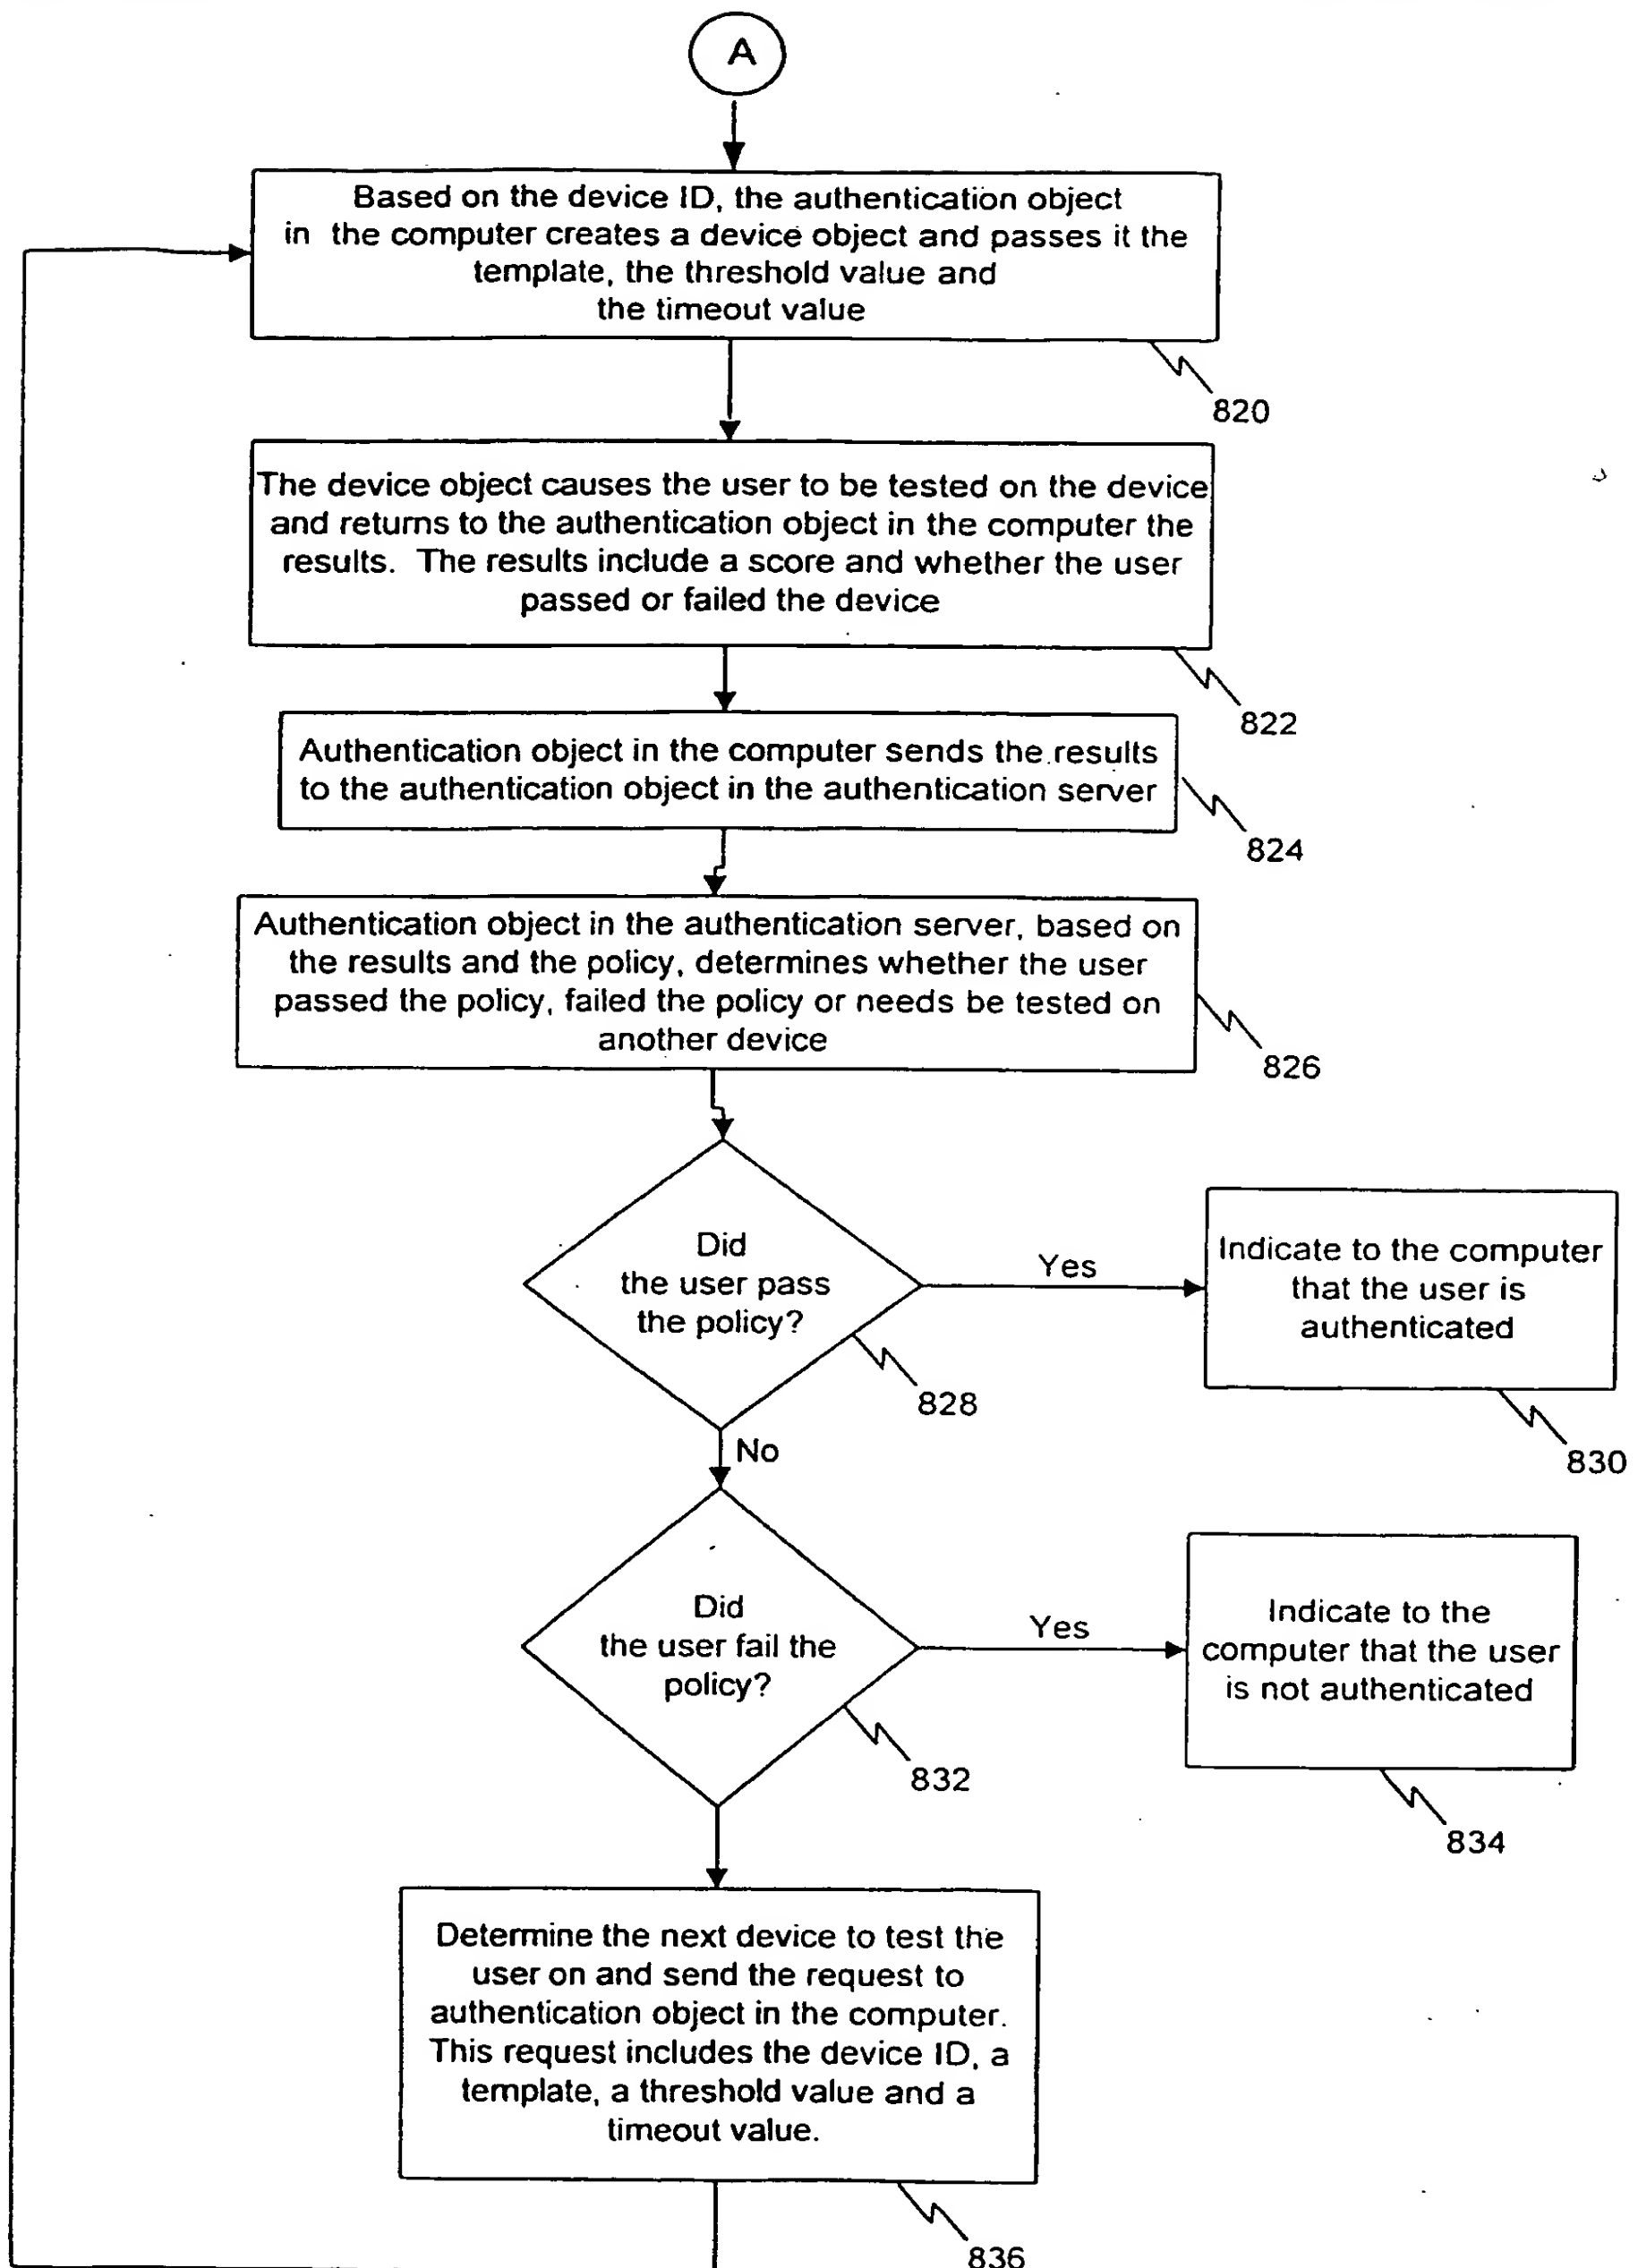 A
Based on the device ID, the authentication object
in the computer creates a device object and passes it the
template, the threshold value and
the timeout value
820
The device object causes the user to be tested on the device
and returns to the authentication object in the computer the
results. The results include a score and whether the user
passed or failed the device
822
Authentication object in the computer sends the results
to the authentication object in the authentication server
824
Authentication object in the authentication server, based on
the results and the policy, determines whether the user
passed the policy, failed the policy or needs be tested on
another device
826
Did
the user pass
the policy?
828
Yes
Indicate to the computer
that the user is
authenticated
830
No
Did
the user fail the
policy?
832
Yes
Indicate to the
computer that the user
is not authenticated
834
Determine the next device to test the
user on and send the request to
authentication object in the computer.
This request includes the device ID, a
template, a threshold value and a
timeout value.
836